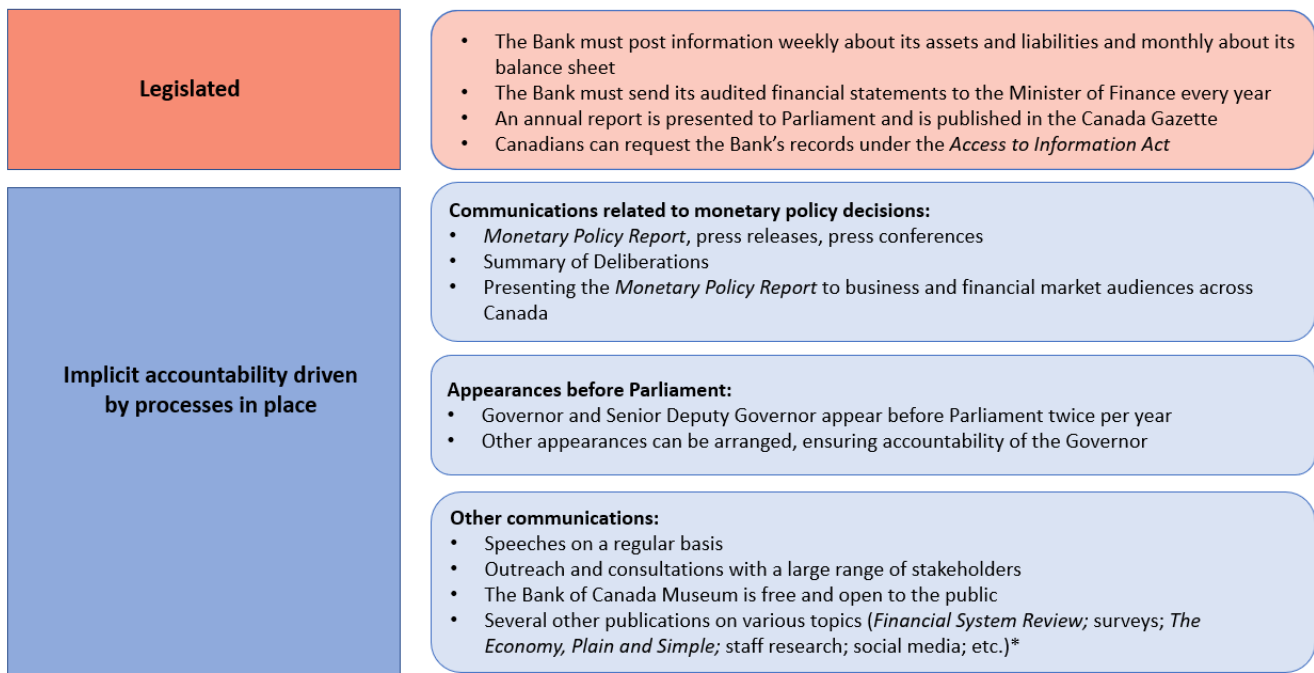 Legislated
• The Bank must post information weekly about its assets and liabilities and monthly about its
balance sheet
• The Bank must send its audited financial statements to the Minister of Finance every year
• An annual report is presented to Parliament and is published in the Canada Gazette
• Canadians can request the Bank’s records under the Access to Information Act
Implicit accountability driven
by processes in place
Communications related to monetary policy decisions:
• Monetary Policy Report, press releases, press conferences
• Summary of Deliberations
• Presenting the Monetary Policy Report to business and financial market audiences across
Canada
Appearances before Parliament:
• Governor and Senior Deputy Governor appear before Parliament twice per year
• Other appearances can be arranged, ensuring accountability of the Governor
Other communications:
• Speeches on a regular basis
• Outreach and consultations with a large range of stakeholders
• The Bank of Canada Museum is free and open to the public
• Several other publications on various topics (Financial System Review; surveys; The
Economy, Plain and Simple; staff research; social media; etc.)*